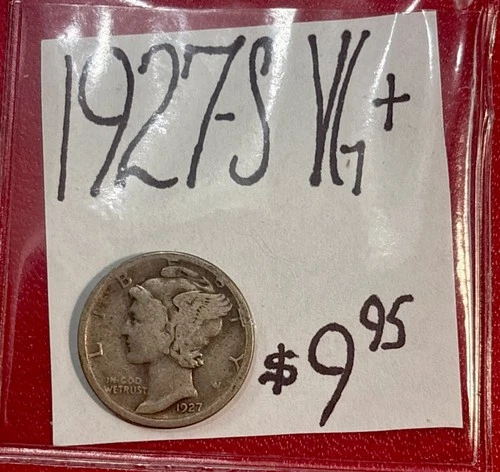 1927-S VG+
LIBERTY
IN GOD
WE TRUST
1927
$9.95